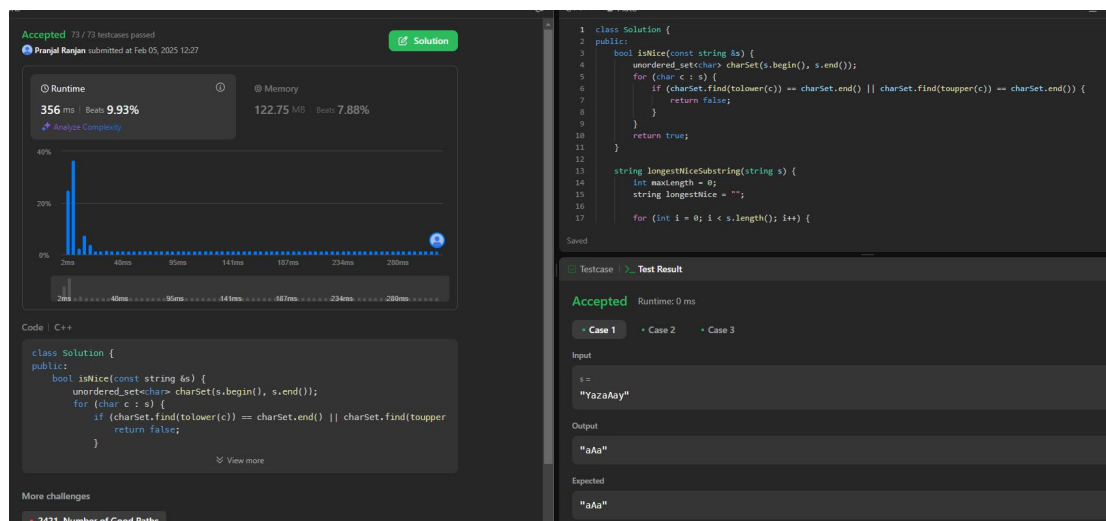 Accepted 73 / 73 testcases passed
Pranjal Ranjan submitted at Feb 05, 2025 12:27
Solution
Runtime
356 ms | Beats 9.93%
Analyze Complexity
Memory
122.75 MB | Beats 7.88%
40%
20%
0%
2ms 48ms 95ms 141ms 187ms 234ms 280ms
2ms 48ms 95ms 141ms 187ms 234ms 280ms
Code | C++
class Solution {
public:
bool isNice(const string &s) {
unordered_set<char> charSet(s.begin(), s.end());
for (char c : s) {
if (charSet.find(tolower(c)) == charSet.end() || charSet.find(toupper
return false;
}
View more
More challenges
2421. Number of Good Paths
1 class Solution {
2 public:
3 bool isNice(const string &s) {
4 unordered_set<char> charSet(s.begin(), s.end());
5 for (char c : s) {
6 if (charSet.find(tolower(c)) == charSet.end() || charSet.find(toupper(c)) == charSet.end()) {
7 return false;
8 }
9 }
10 return true;
11 }
12
13 string longestNiceSubstring(string s) {
14 int maxLength = 0;
15 string longestNice = "";
16
17 for (int i = 0; i < s.length(); i++) {
Saved
Testcase | >_ Test Result
Accepted Runtime: 0 ms
• Case 1 • Case 2 • Case 3
Input
s =
"YazaAay"
Output
"aAa"
Expected
"aAa"